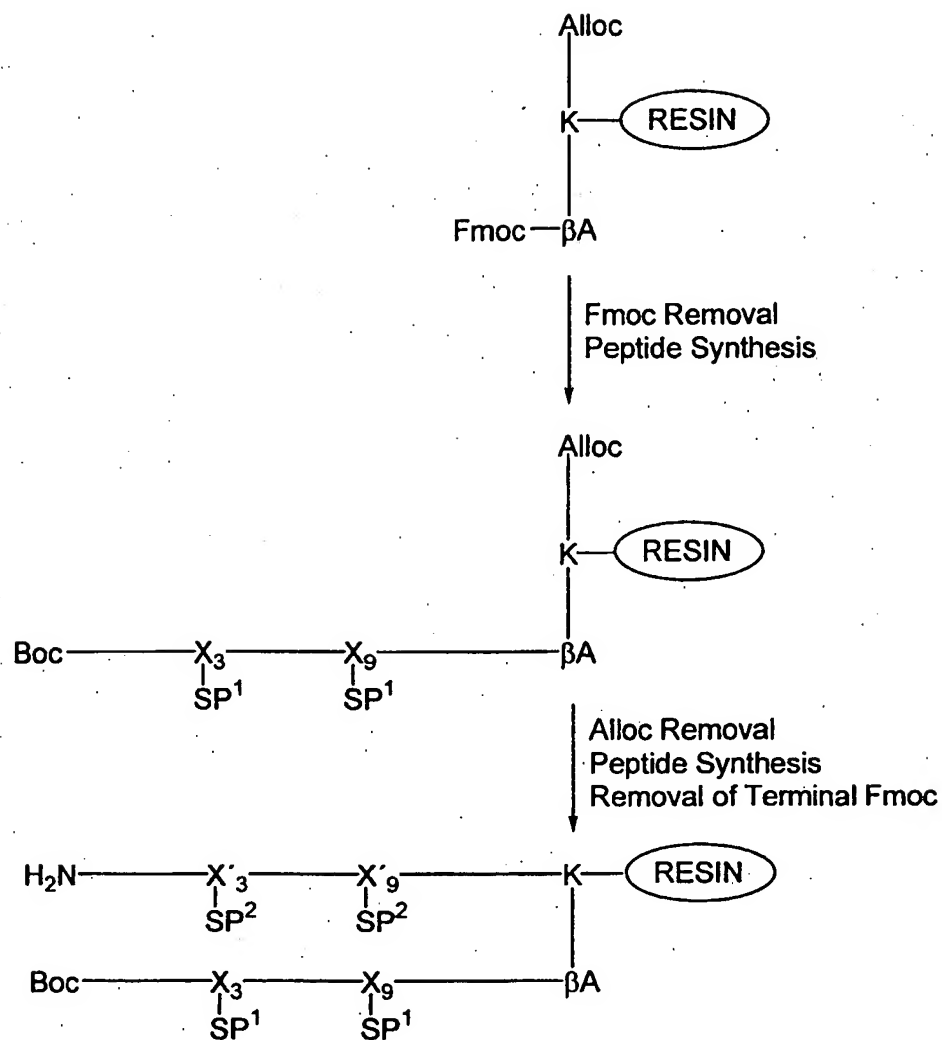 Alloc
K RESIN
Fmoc βA
Fmoc Removal
Peptide Synthesis
Alloc
K RESIN
Boc X₃ X₉ βA
SP¹ SP¹
Alloc Removal
Peptide Synthesis
Removal of Terminal Fmoc
H₂N X´₃ X´₉ K RESIN
SP² SP²
Boc X₃ X₉ βA
SP¹ SP¹